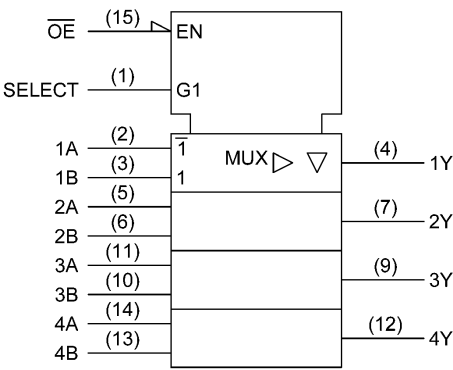 O̅E̅ (15) EN
SELECT (1) G1
1A (2) 1̅ MUX (4) 1Y
1B (3) 1
2A (5) (7) 2Y
2B (6)
3A (11) (9) 3Y
3B (10)
4A (14) (12) 4Y
4B (13)